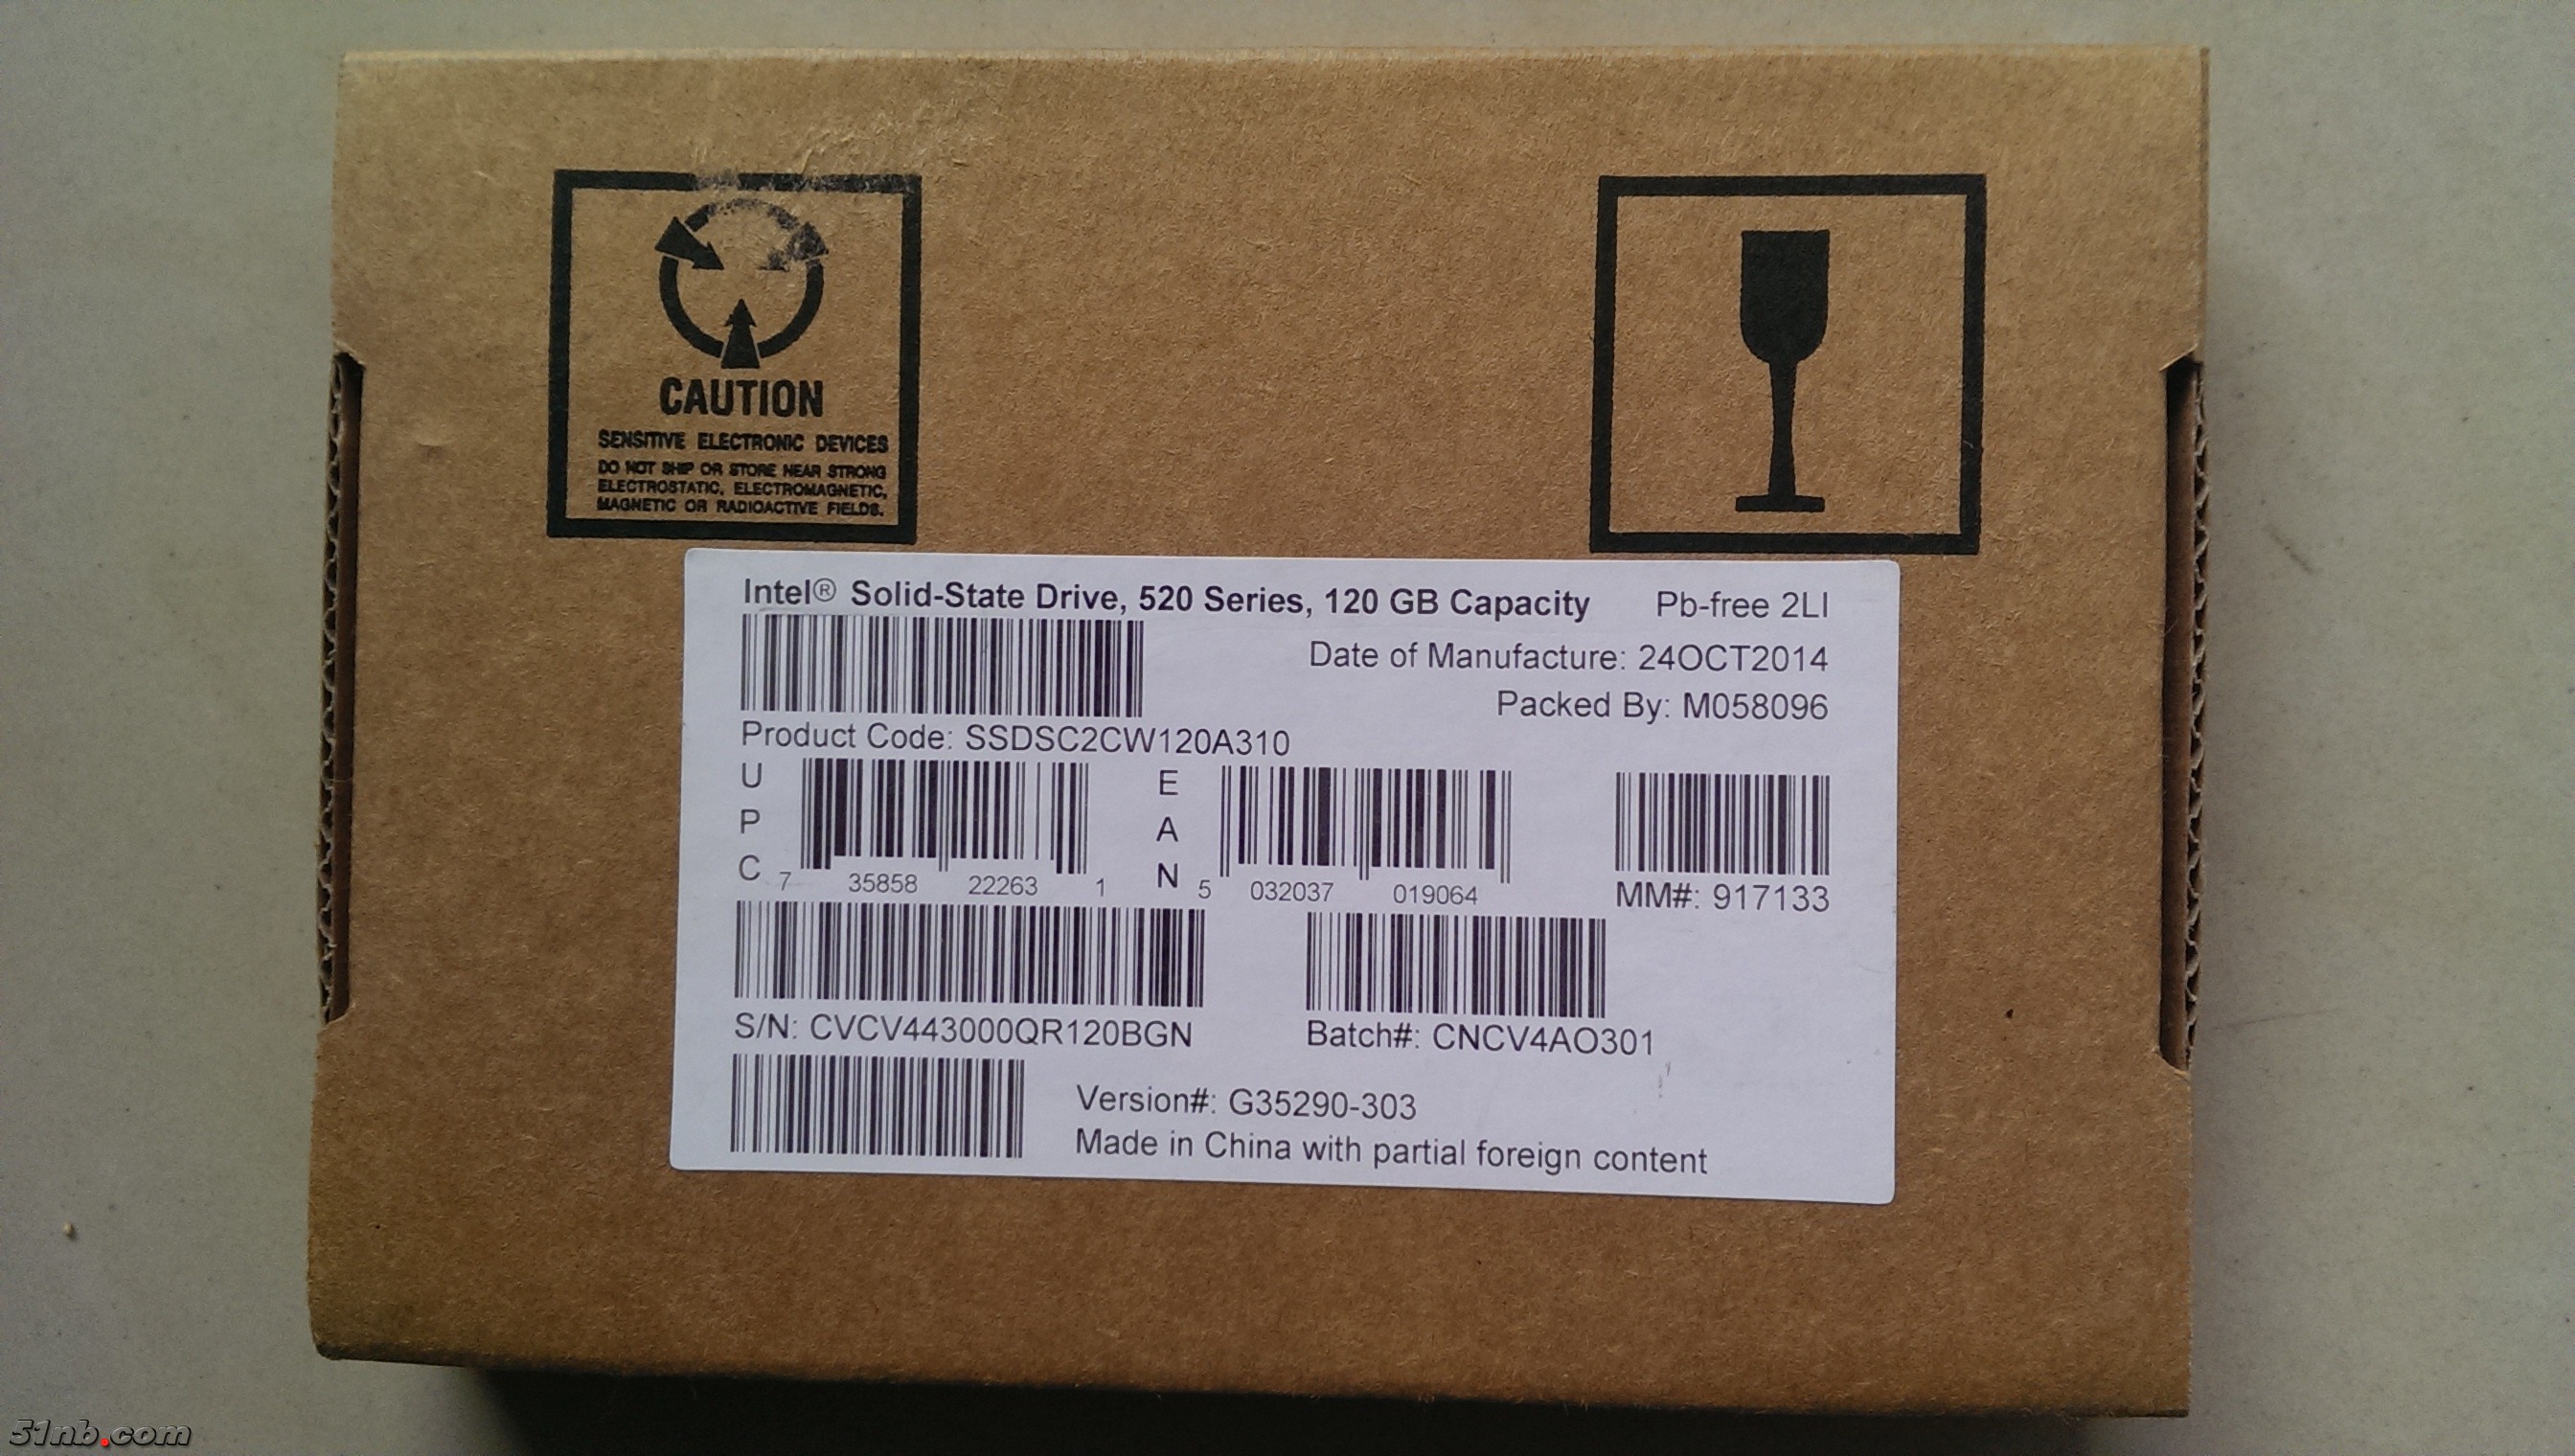 CAUTION
SENSITIVE ELECTRONIC DEVICES
DO NOT SHIP OR STORE NEAR STRONG
ELECTROSTATIC, ELECTROMAGNETIC,
MAGNETIC OR RADIOACTIVE FIELDS.
Intel® Solid-State Drive, 520 Series, 120 GB Capacity Pb-free 2LI
Date of Manufacture: 24OCT2014
Packed By: M058096
Product Code: SSDSC2CW120A310
UPC 7 35858 22263 1
EAN 5 032037 019064
MM#: 917133
S/N: CVCV443000QR120BGN
Batch#: CNCV4AO301
Version#: G35290-303
Made in China with partial foreign content
51nb.com